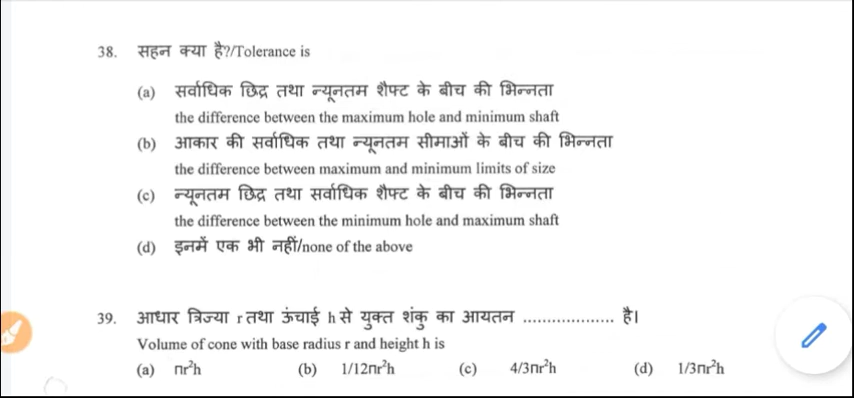 38. सहन क्या है?/Tolerance is
(a) सर्वाधिक छिद्र तथा न्यूनतम शैफ्ट के बीच की भिन्नता
the difference between the maximum hole and minimum shaft
(b) आकार की सर्वाधिक तथा न्यूनतम सीमाओं के बीच की भिन्नता
the difference between maximum and minimum limits of size
(c) न्यूनतम छिद्र तथा सर्वाधिक शैफ्ट के बीच की भिन्नता
the difference between the minimum hole and maximum shaft
(d) इनमें एक भी नहीं/none of the above
39. आधार त्रिज्या r तथा ऊंचाई h से युक्त शंकु का आयतन ................... है।
Volume of cone with base radius r and height h is
(a) πr²h (b) 1/12πr²h (c) 4/3πr²h (d) 1/3πr²h